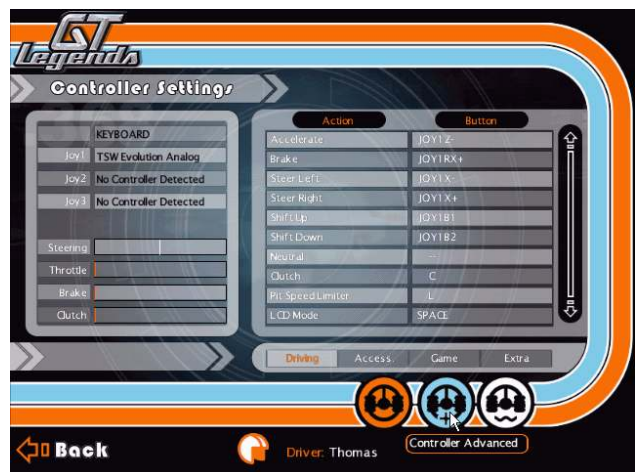 GT
Legends
Controller Settings
KEYBOARD
Joy1 TSW Evolution Analog
Joy2 No Controller Detected
Joy3 No Controller Detected
Steering
Throttle
Brake
Clutch
Action Button
Accelerate JOY1Z-
Brake JOY1RX+
Steer Left JOY1X-
Steer Right JOY1X+
Shift Up JOY1B1
Shift Down JOY1B2
Neutral --
Clutch C
Pit Speed Limiter L
LCD Mode SPACE
Driving Access. Game Extra
Controller Advanced
Back
Driver: Thomas